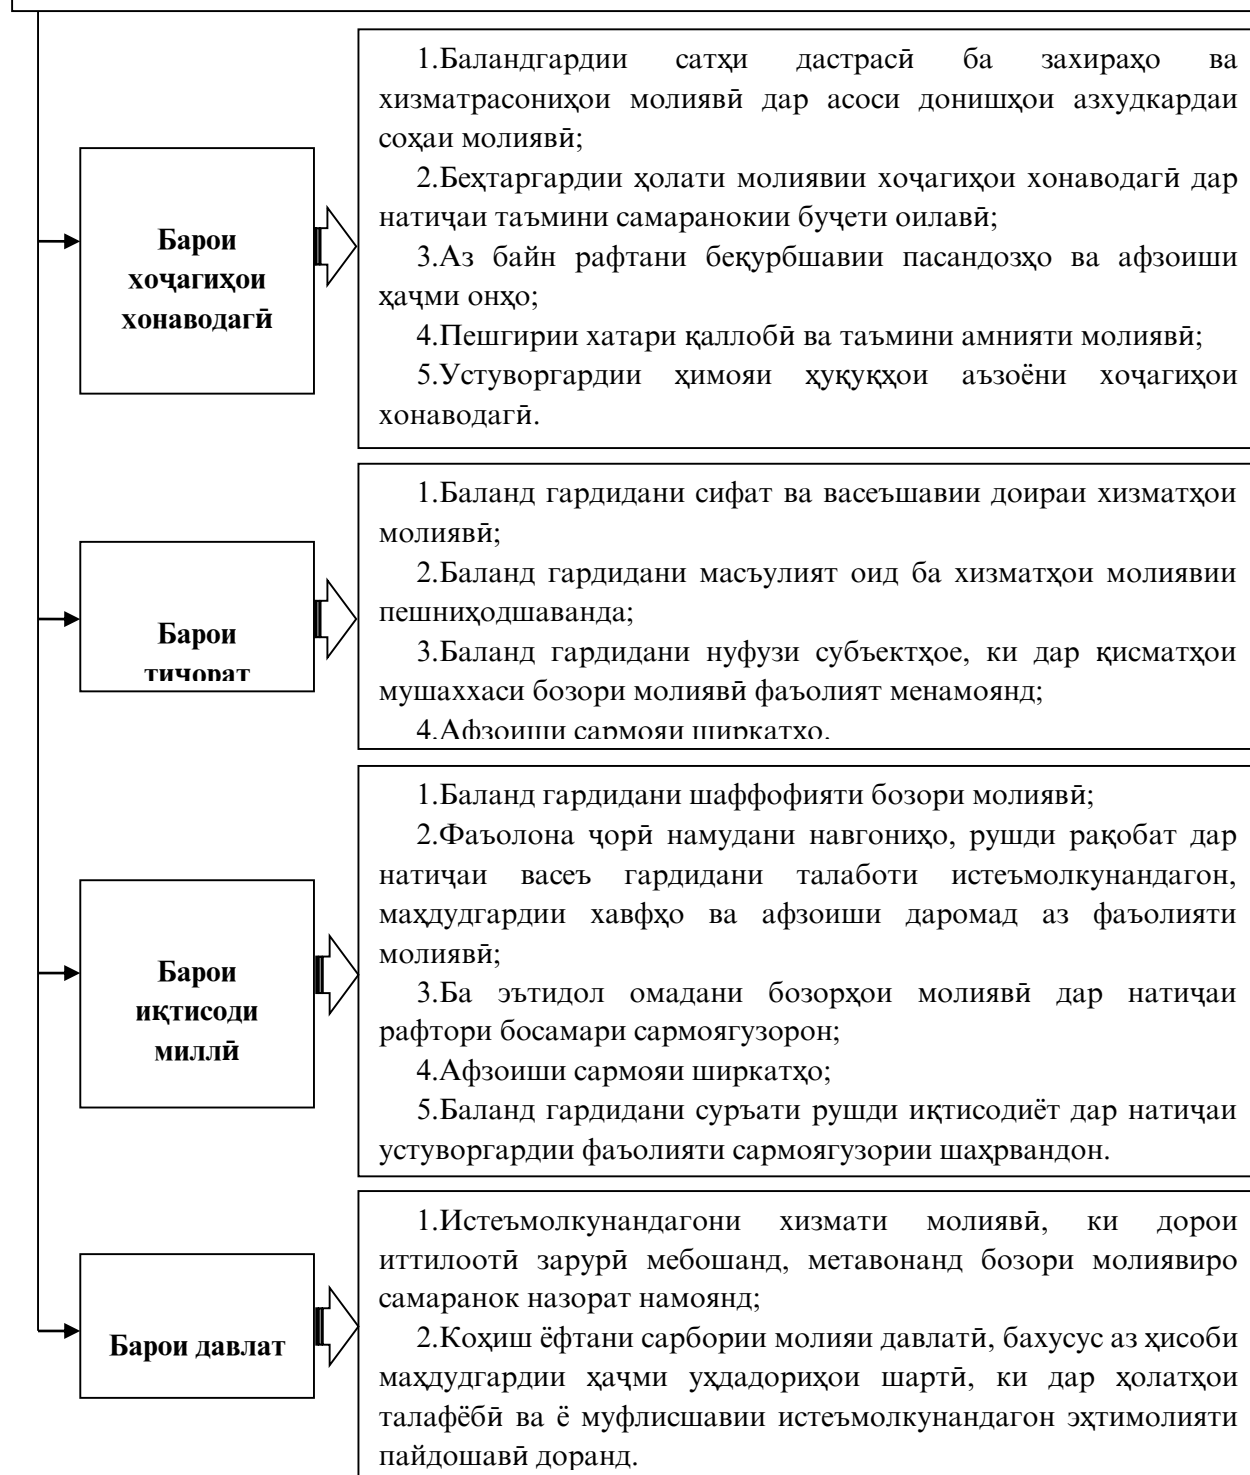 Барои
хоҷагиҳои
хонаводагӣ
1.Баландгардии сатҳи дастрасӣ ба захираҳо ва
хизматрасониҳои молиявӣ дар асоси донишҳои азхудкардаи
соҳаи молиявӣ;
2.Беҳтаргардии ҳолати молиявии хоҷагиҳои хонаводагӣ дар
натиҷаи таъмини самаранокии буҷети оилавӣ;
3.Аз байн рафтани беқурбшавии пасандозҳо ва афзоиши
ҳаҷми онҳо;
4.Пешгирии хатари қаллобӣ ва таъмини амнияти молиявӣ;
5.Устуворгардии ҳимояи ҳуқуқҳои аъзоёни хоҷагиҳои
хонаводагӣ.
Барои
тиҷорат
1.Баланд гардидани сифат ва васеъшавии доираи хизматҳои
молиявӣ;
2.Баланд гардидани масъулият оид ба хизматҳои молиявии
пешниҳодшаванда;
3.Баланд гардидани нуфузи субъектҳое, ки дар қисматҳои
мушаххаси бозори молиявӣ фаъолият менамоянд;
4.Афзоиши сармояи ширкатҳо.
Барои
иқтисоди
миллӣ
1.Баланд гардидани шаффофияти бозори молиявӣ;
2.Фаъолона ҷорӣ намудани навгониҳо, рушди рақобат дар
натиҷаи васеъ гардидани талаботи истеъмолкунандагон,
маҳдудгардии хавфҳо ва афзоиши даромад аз фаъолияти
молиявӣ;
3.Ба эътидол омадани бозорҳои молиявӣ дар натиҷаи
рафтори босамари сармоягузорон;
4.Афзоиши сармояи ширкатҳо;
5.Баланд гардидани суръати рушди иқтисодиёт дар натиҷаи
устуворгардии фаъолияти сармоягузории шаҳрвандон.
Барои давлат
1.Истеъмолкунандагони хизмати молиявӣ, ки дорои
иттилоотӣ зарурӣ мебошанд, метавонанд бозори молиявиро
самаранок назорат намоянд;
2.Коҳиш ёфтани сарбории молияи давлатӣ, бахусус аз ҳисоби
маҳдудгардии ҳаҷми уҳдадориҳои шартӣ, ки дар ҳолатҳои
талафёбӣ ва ё муфлисшавии истеъмолкунандагон эҳтимолияти
пайдошавӣ доранд.